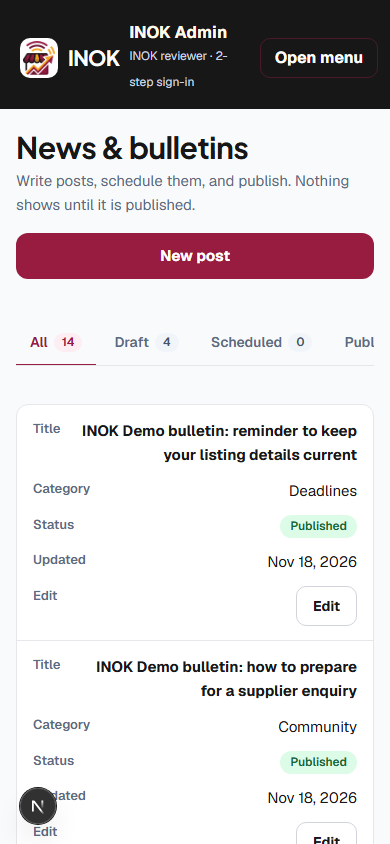 INOK
INOK Admin
INOK reviewer · 2-
step sign-in
Open menu
News & bulletins
Write posts, schedule them, and publish. Nothing
shows until it is published.
New post
All 14 Draft 4 Scheduled 0 Publ
Title INOK Demo bulletin: reminder to keep
your listing details current
Category Deadlines
Status Published
Updated Nov 18, 2026
Edit Edit
Title INOK Demo bulletin: how to prepare
for a supplier enquiry
Category Community
Status Published
dated Nov 18, 2026
N
Edit Edit